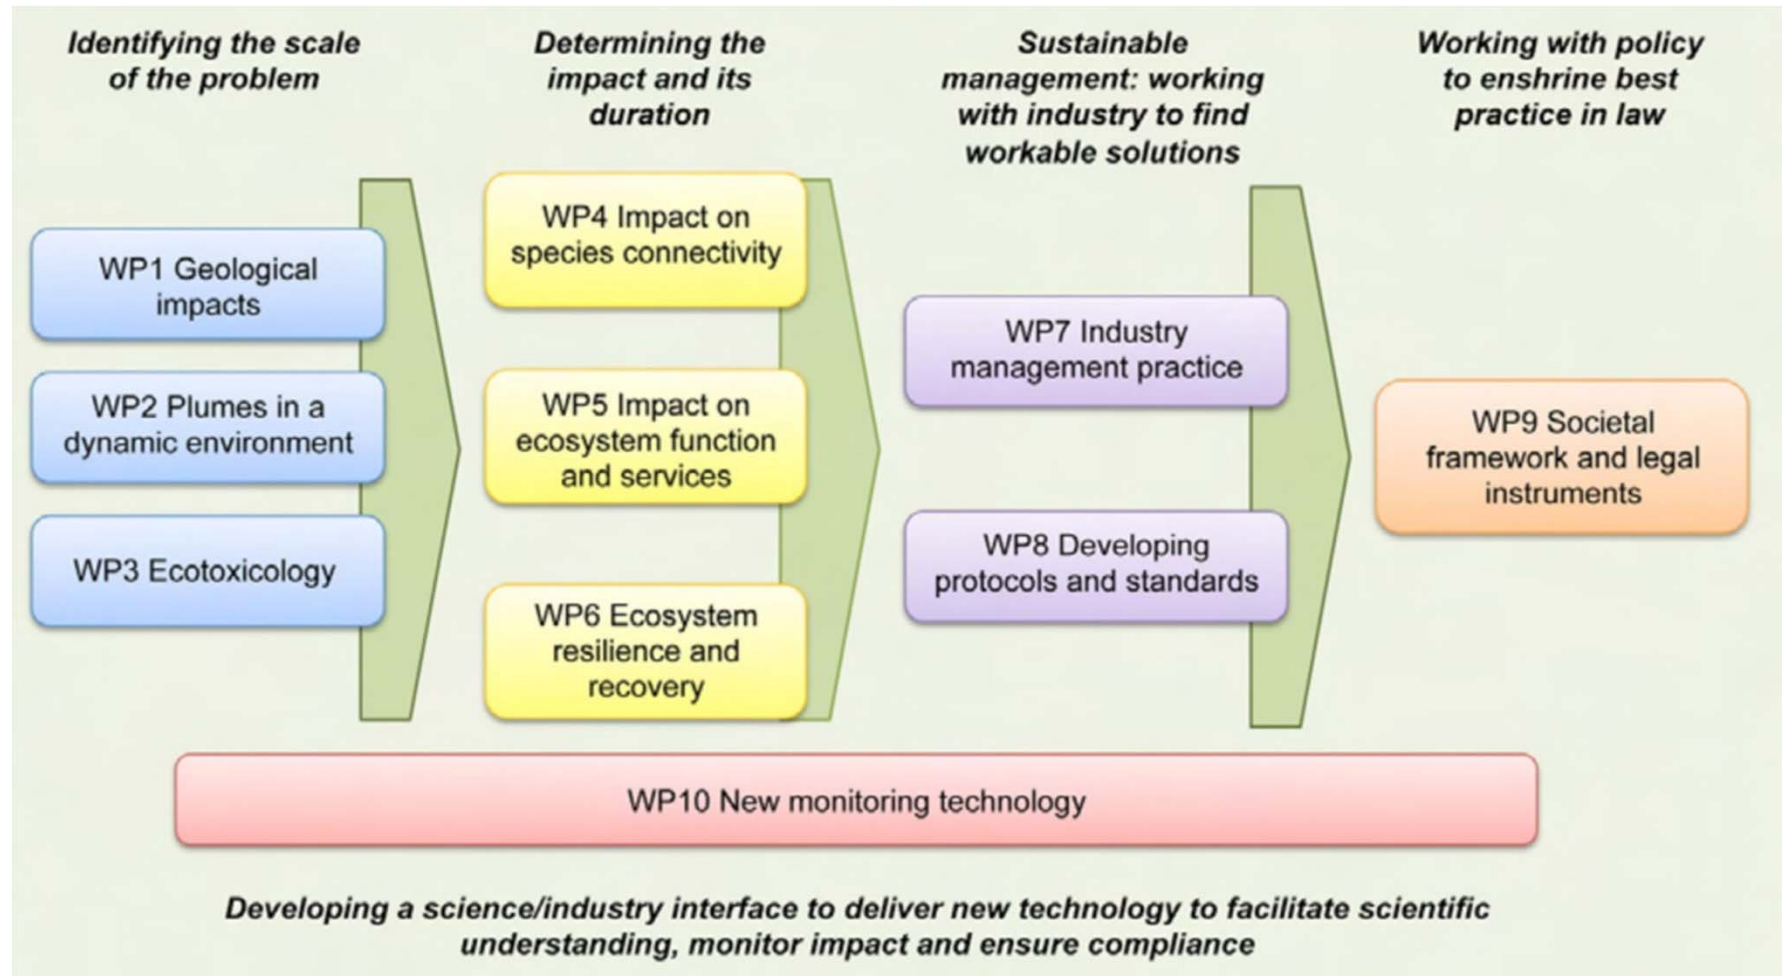 Identifying the scale
of the problem
Determining the
impact and its
duration
Sustainable
management: working
with industry to find
workable solutions
Working with policy
to enshrine best
practice in law
WP1 Geological
impacts
WP2 Plumes in a
dynamic environment
WP3 Ecotoxicology
WP4 Impact on
species connectivity
WP5 Impact on
ecosystem function
and services
WP6 Ecosystem
resilience and
recovery
WP7 Industry
management practice
WP8 Developing
protocols and standards
WP9 Societal
framework and legal
instruments
WP10 New monitoring technology
Developing a science/industry interface to deliver new technology to facilitate scientific
understanding, monitor impact and ensure compliance